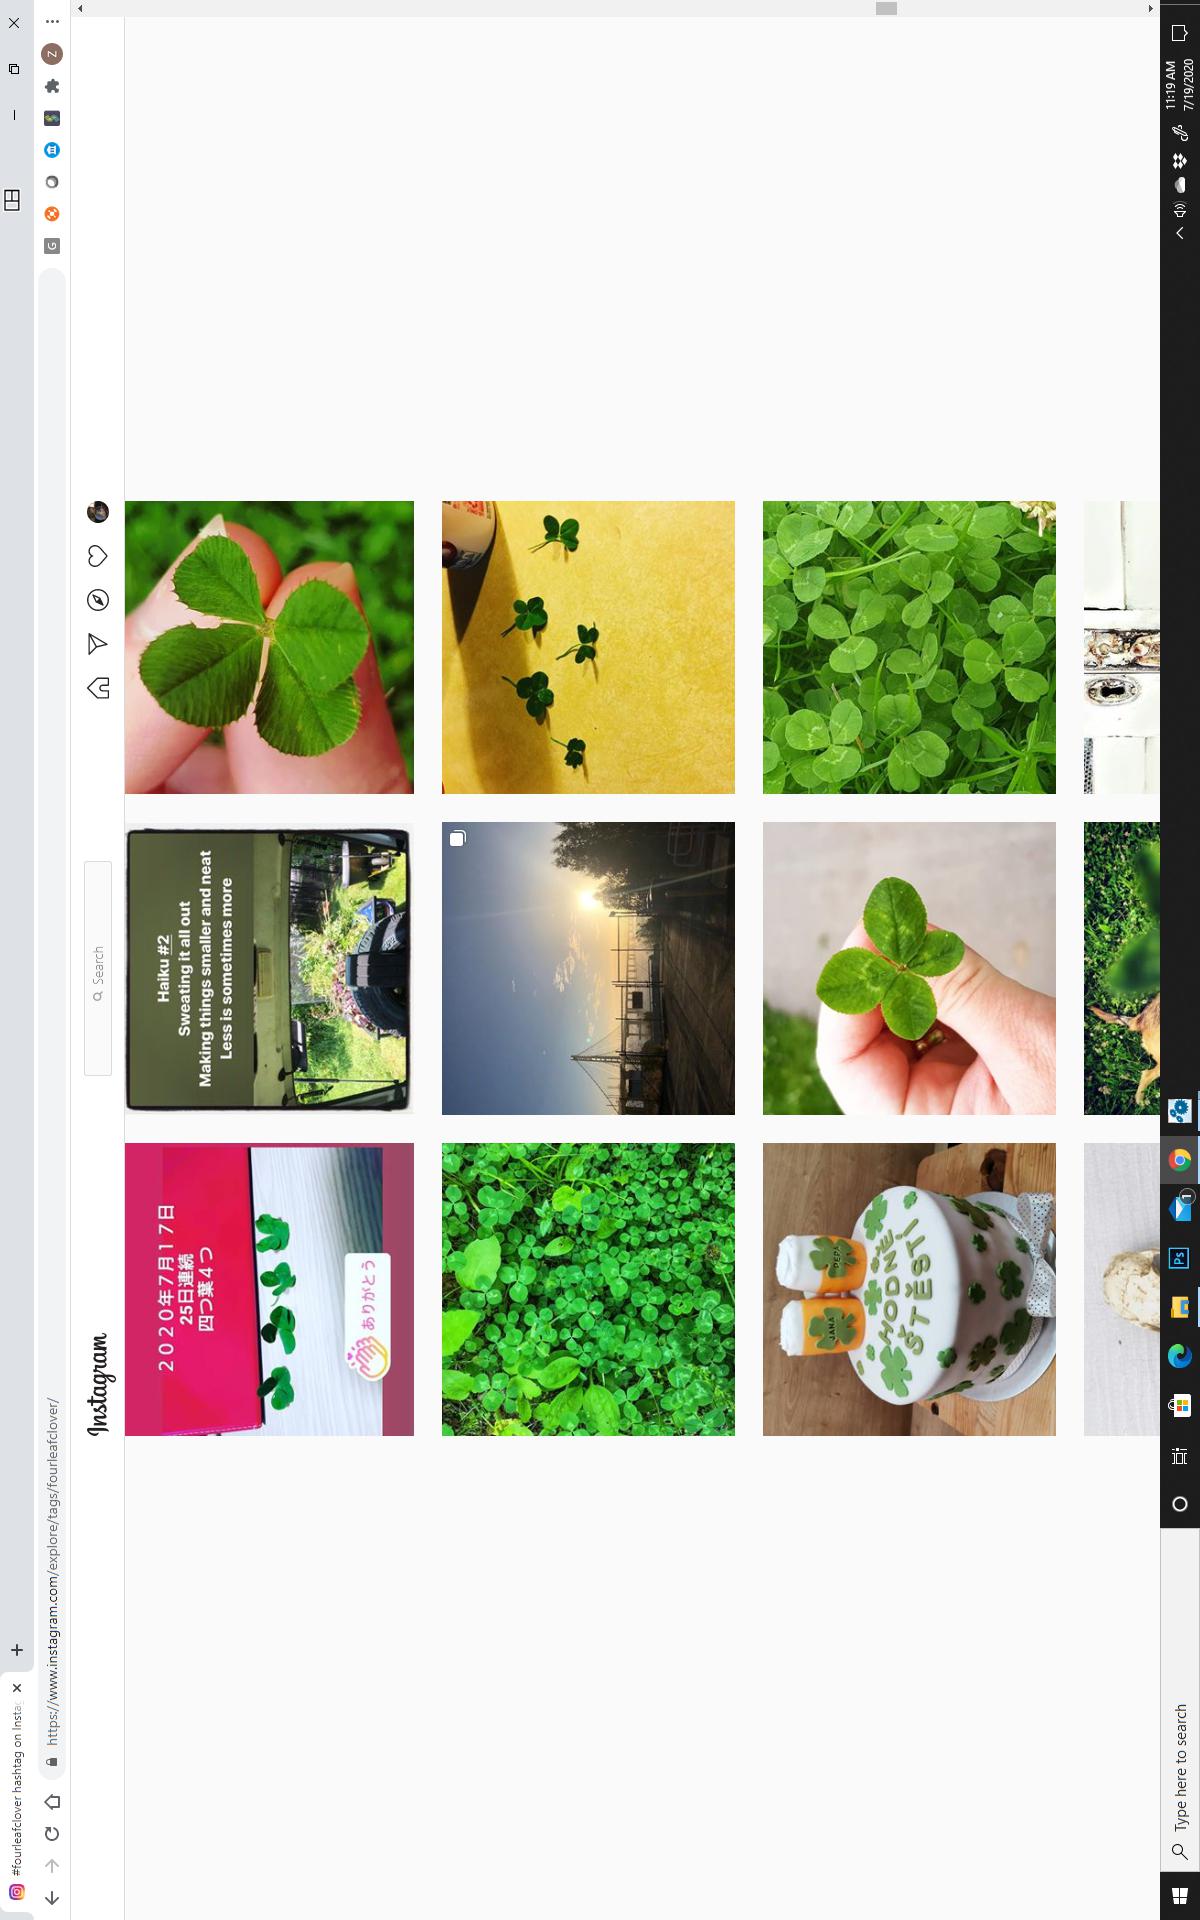 #fourleafclover hashtag on Insta
https://www.instagram.com/explore/tags/fourleafclover/
G
Z
Instagram
Search
2020年7月17日
25日連続
四つ葉4つ
ありがとう
Haiku #2
Sweating it all out
Making things smaller and neat
Less is sometimes more
JANA
PEPA
HODNĚ
ŠTĚSTÍ!
Type here to search
Ps
1
11:19 AM
7/19/2020